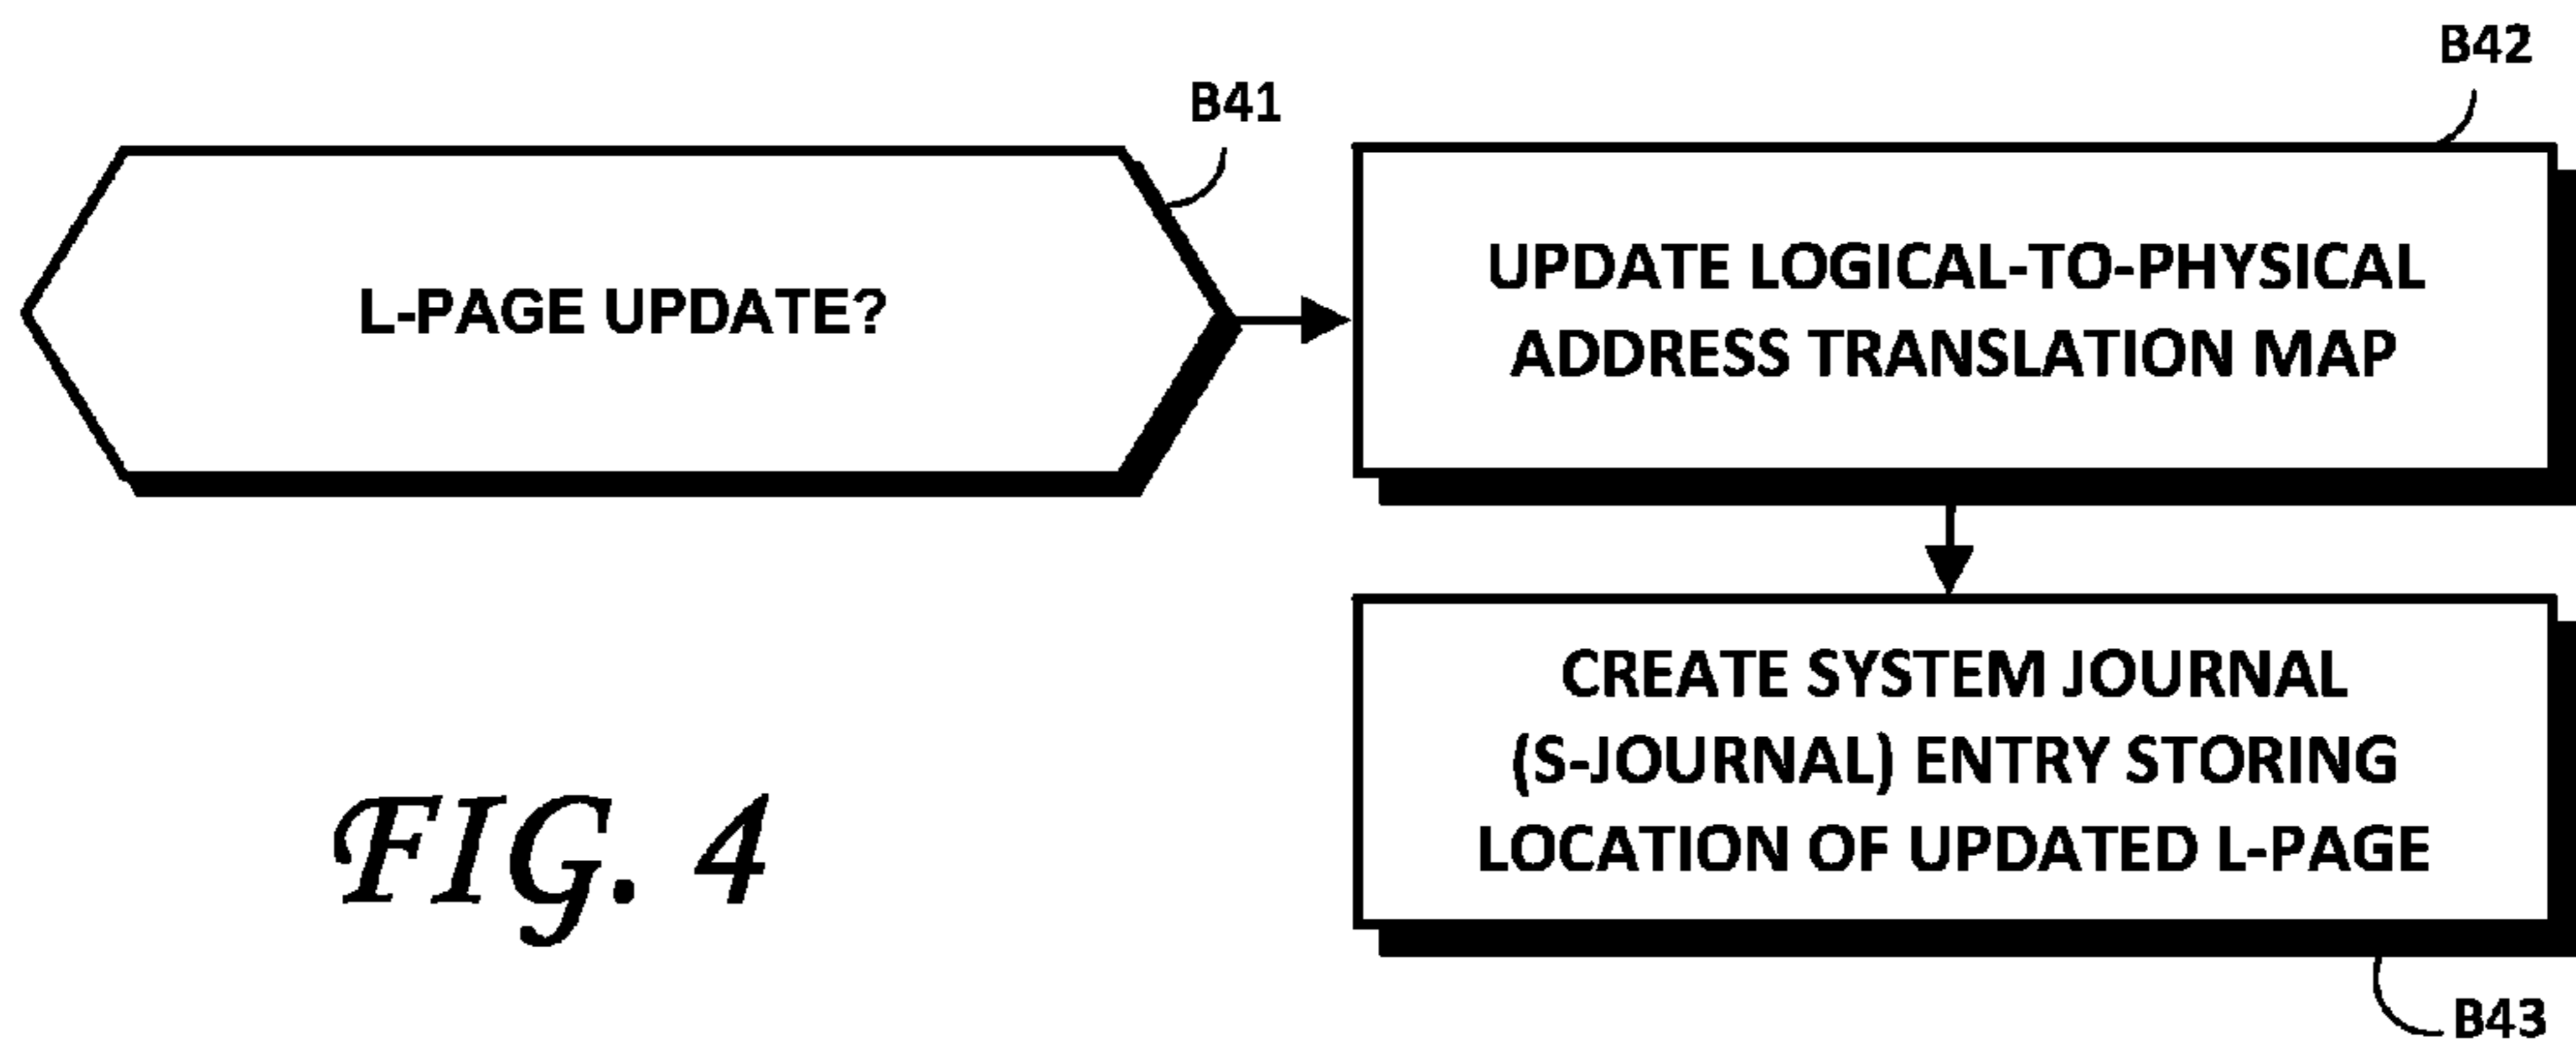 B41
L-PAGE UPDATE?
B42
UPDATE LOGICAL-TO-PHYSICAL
ADDRESS TRANSLATION MAP
CREATE SYSTEM JOURNAL
(S-JOURNAL) ENTRY STORING
LOCATION OF UPDATED L-PAGE
B43
FIG. 4